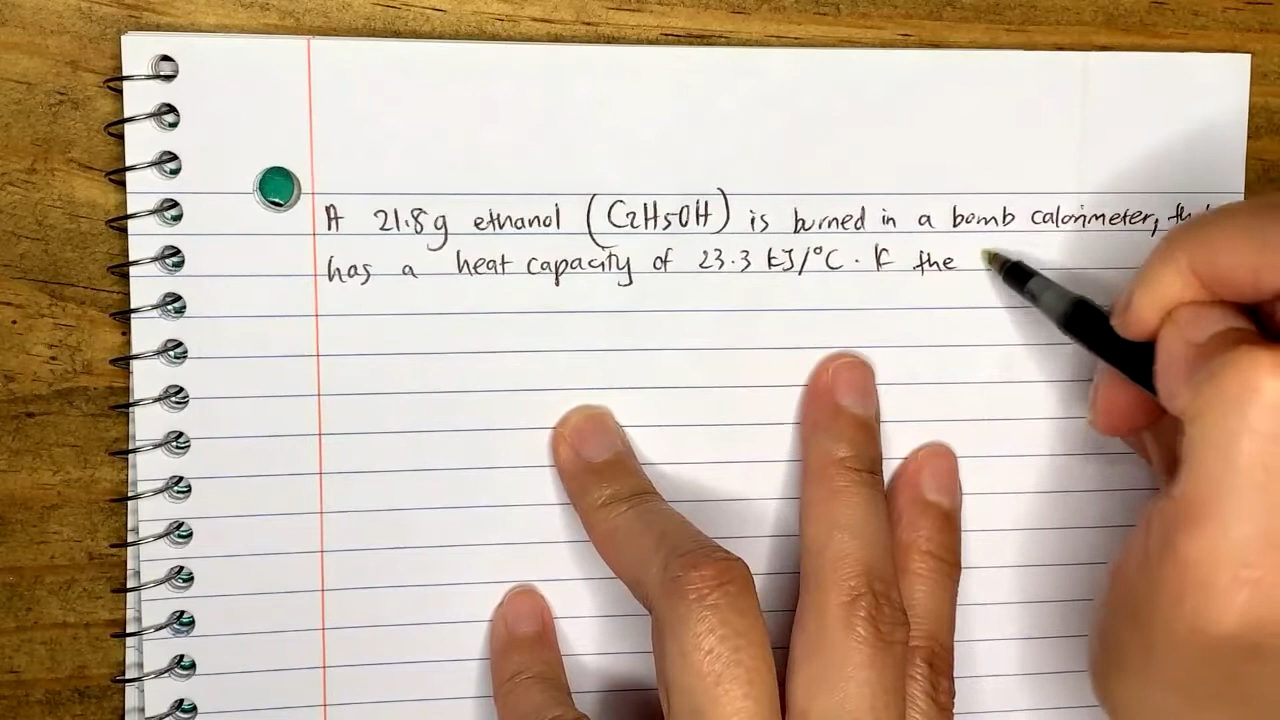 A 21.8g ethanol (C2H5OH) is burned in a bomb calorimeter,
has a heat capacity of 23.3 kJ/°C. If the